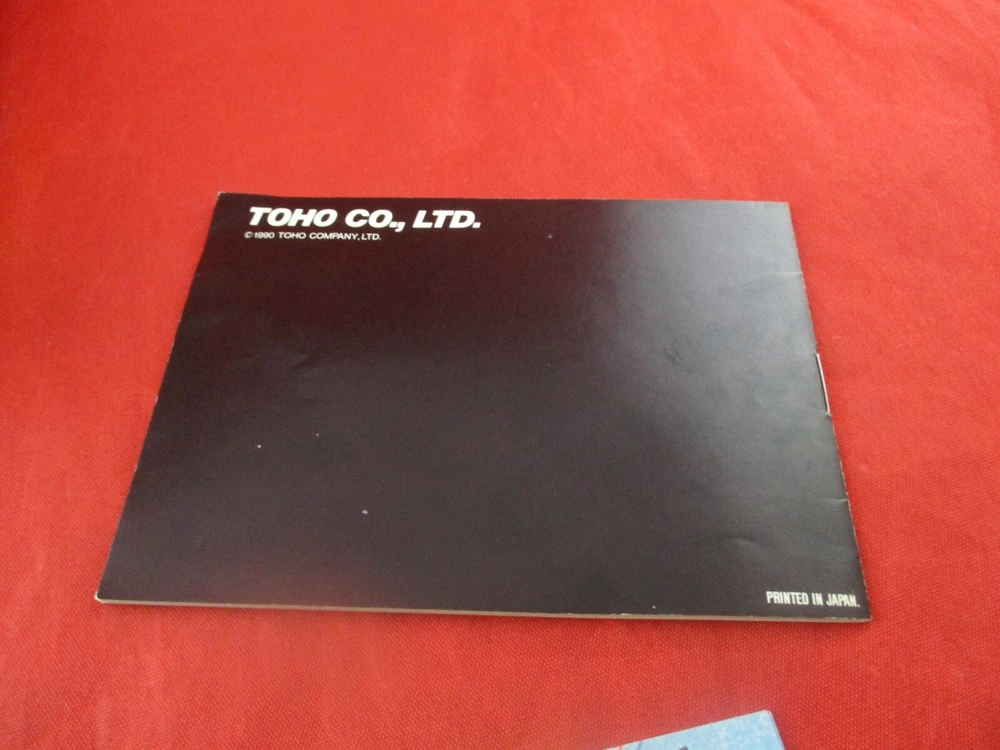 TOHO CO., LTD.
© 1990 TOHO COMPANY, LTD.
PRINTED IN JAPAN.